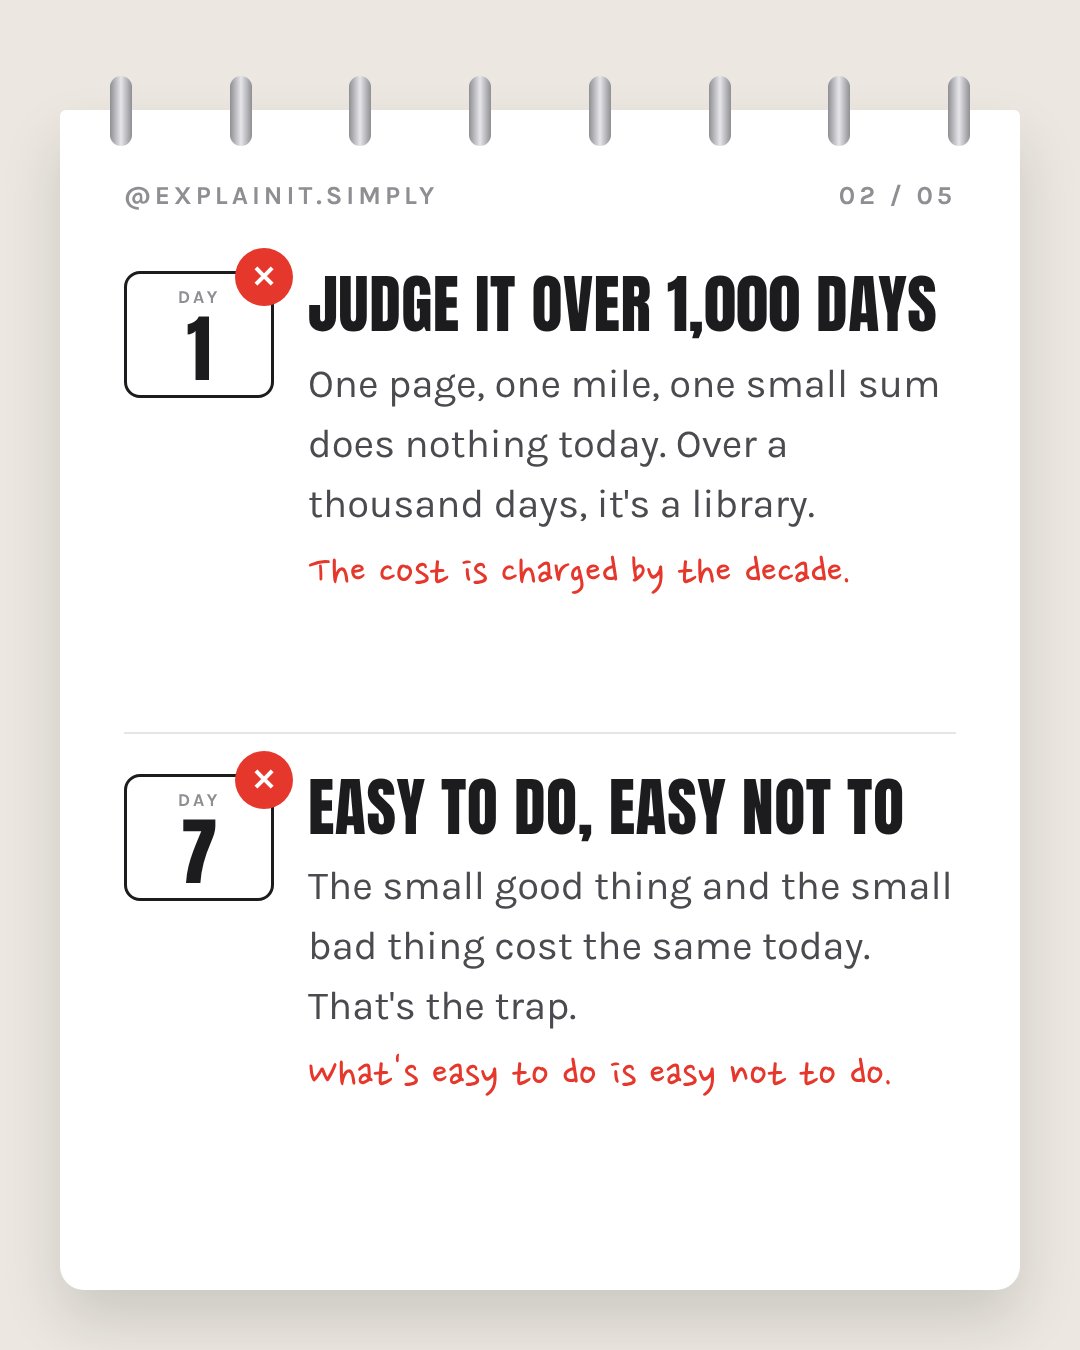 @EXPLAINIT.SIMPLY
02 / 05
DAY
1
JUDGE IT OVER 1,000 DAYS
One page, one mile, one small sum
does nothing today. Over a
thousand days, it's a library.
The cost is charged by the decade.
DAY
7
EASY TO DO, EASY NOT TO
The small good thing and the small
bad thing cost the same today.
That's the trap.
What's easy to do is easy not to do.